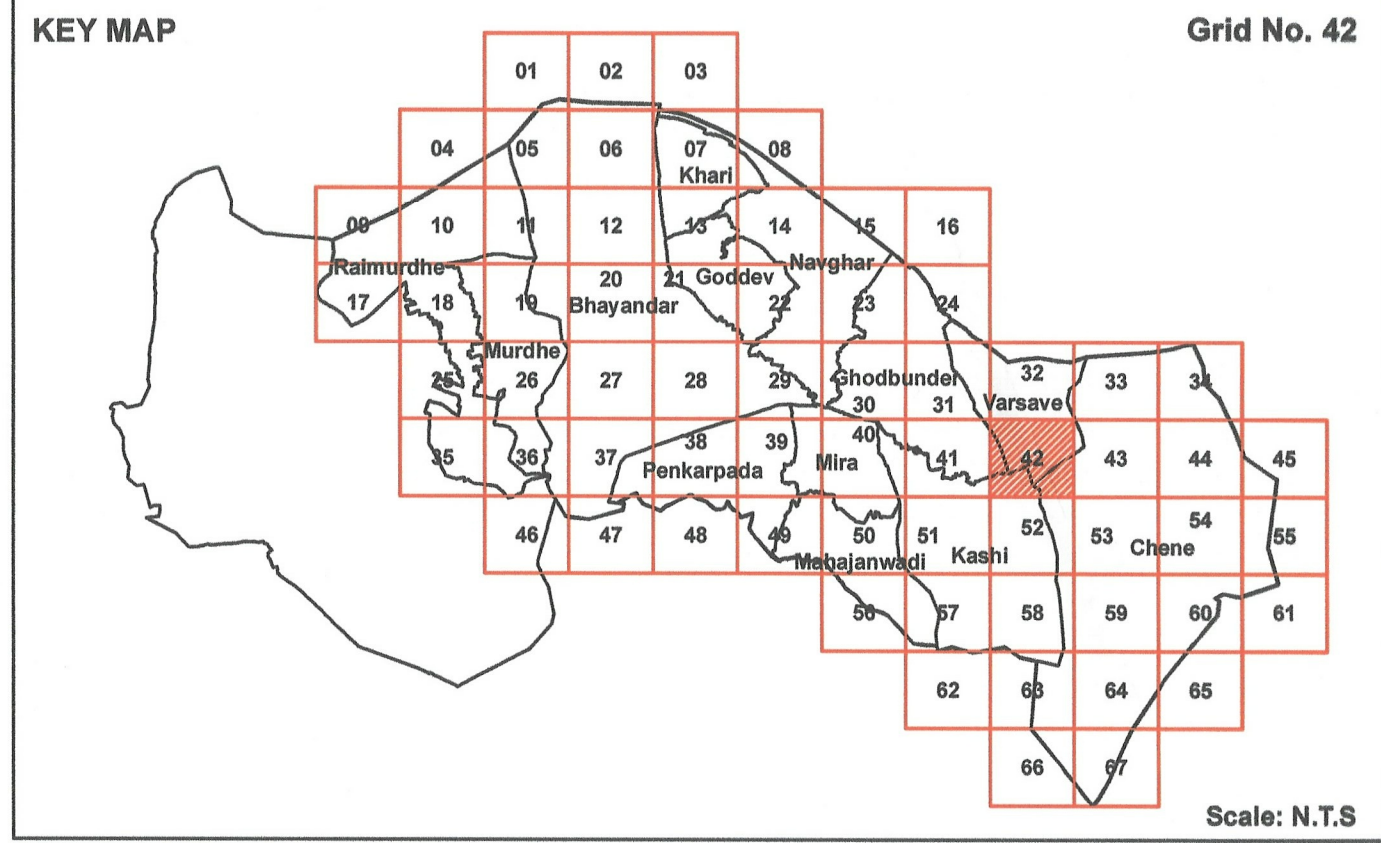 KEY MAP
Grid No. 42
01 02 03
04 05 06 07 08
Khari
09 10 11 12 13 14 15 16
Raimurdhe
Navghar
Goddev
17 18 19 20 21 22 23 24
Bhayandar
Murdhe
25 26 27 28 29 30 31 32 33 34
Ghodbunder
Varsave
35 36 37 38 39 40 41 42 43 44 45
Penkarpada
Mira
46 47 48 49 50 51 52 53 54 55
Kashi
Chene
Mahajanwadi
56 57 58 59 60 61
62 63 64 65
66 67
Scale: N.T.S